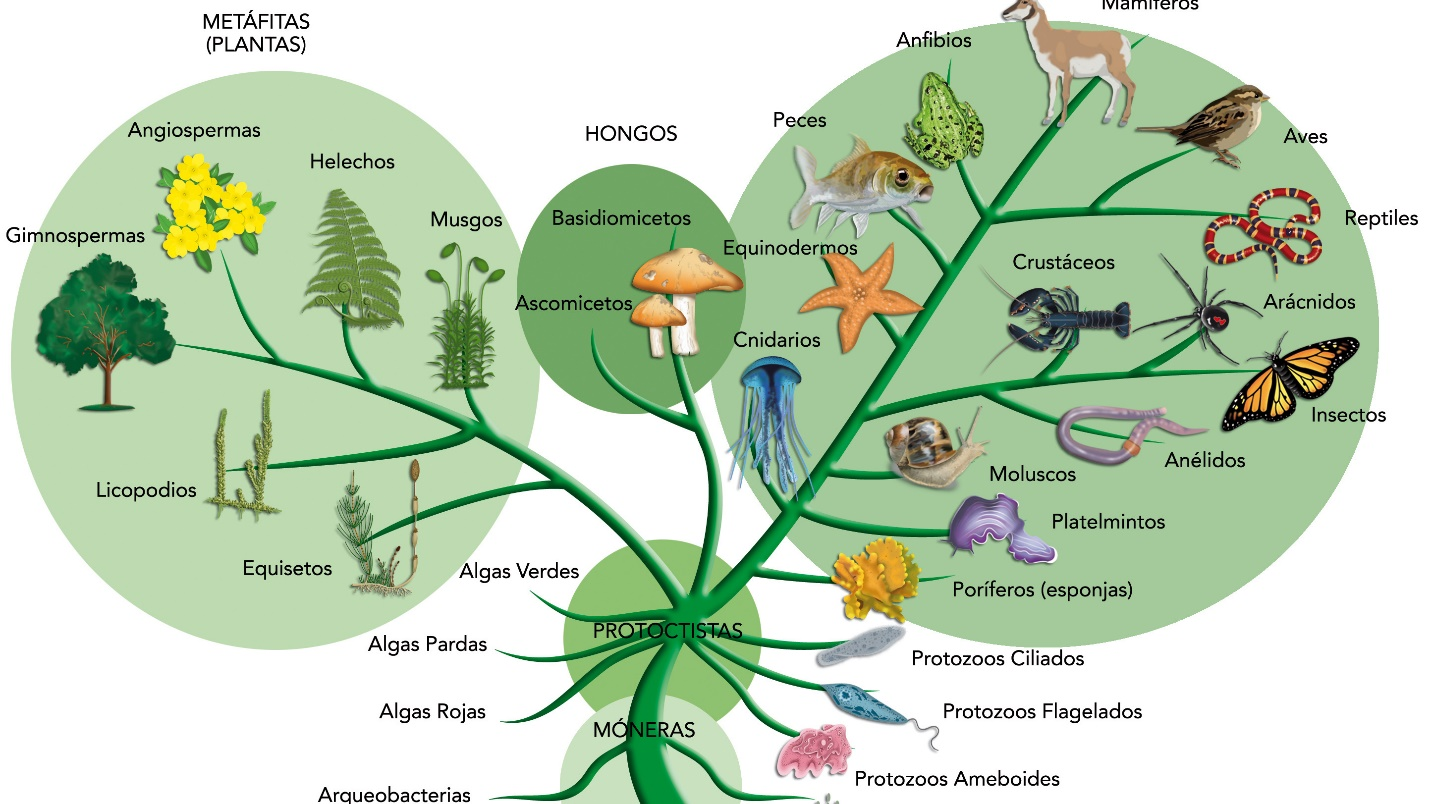 METÁFITAS
(PLANTAS)
Mamíferos
Anfibios
Peces
HONGOS
Angiospermas
Aves
Helechos
Musgos
Basidiomicetos
Reptiles
Gimnospermas
Equinodermos
Crustáceos
Ascomicetos
Arácnidos
Cnidarios
Insectos
Anélidos
Moluscos
Licopodios
Platelmintos
Equisetos
Algas Verdes
Poríferos (esponjas)
PROTOCTISTAS
Algas Pardas
Protozoos Ciliados
Algas Rojas
Protozoos Flagelados
MÓNERAS
Protozoos Ameboides
Arqueobacterias